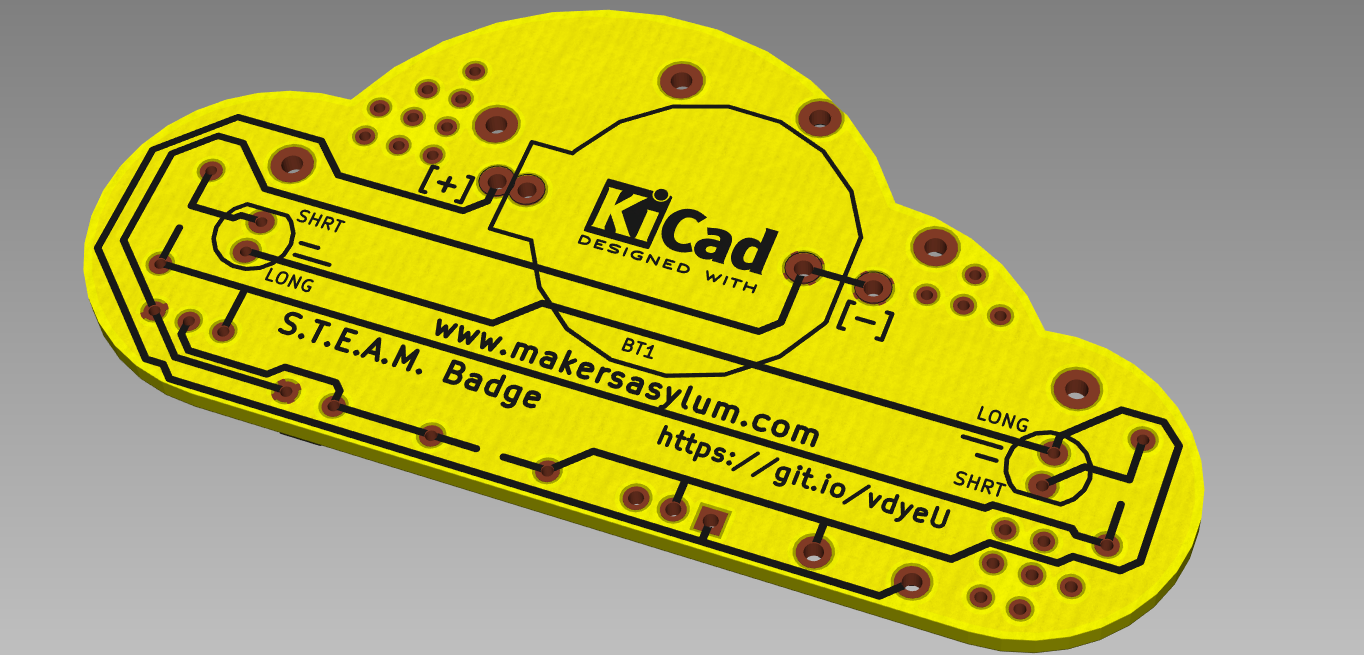 [+]
KiCad
DESIGNED WITH
[−]
SHRT
LONG
BT1
www.makersasylum.com
S.T.E.A.M. Badge
https://git.io/vdyeU
LONG
SHRT